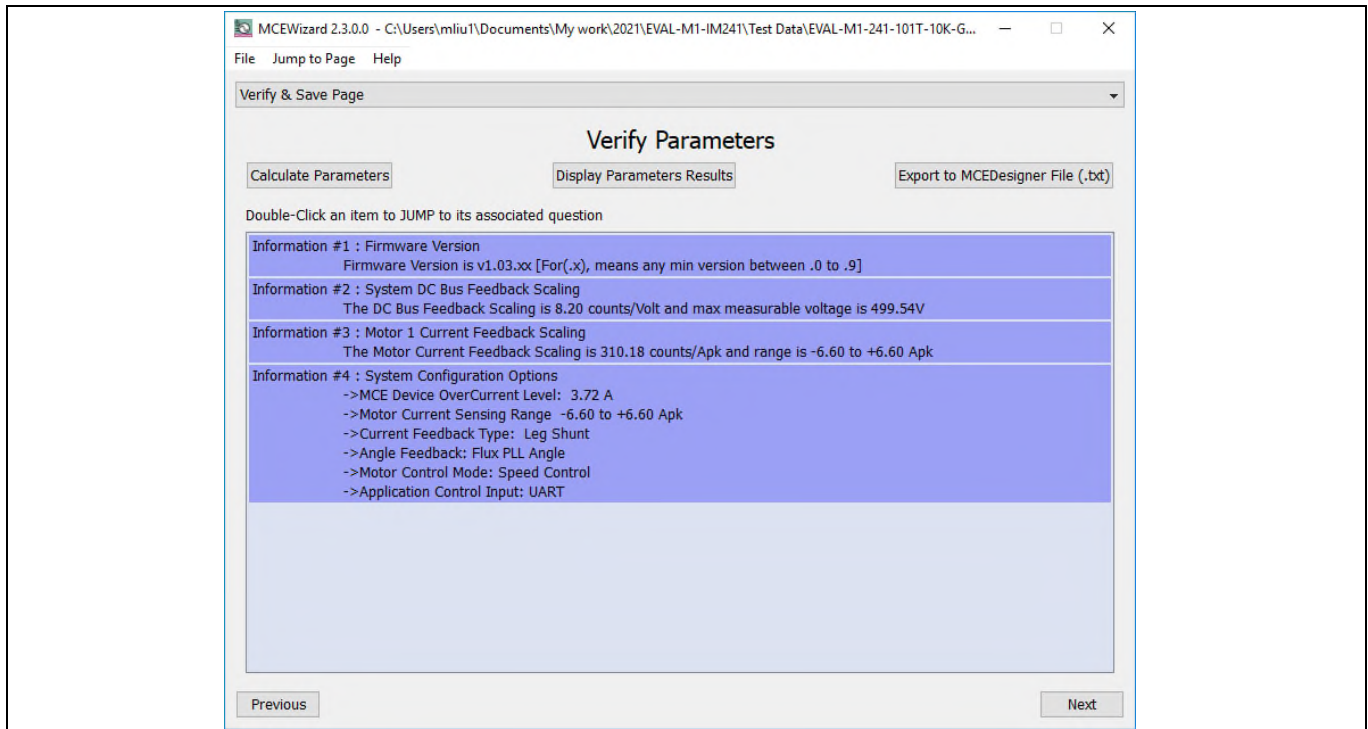 MCEWizard 2.3.0.0 - C:\Users\mliu1\Documents\My work\2021\EVAL-M1-IM241\Test Data\EVAL-M1-241-101T-10K-G...
File Jump to Page Help
Verify & Save Page
Verify Parameters
Calculate Parameters Display Parameters Results Export to MCEDesigner File (.txt)
Double-Click an item to JUMP to its associated question
Information #1 : Firmware Version
Firmware Version is v1.03.xx [For(.x), means any min version between .0 to .9]
Information #2 : System DC Bus Feedback Scaling
The DC Bus Feedback Scaling is 8.20 counts/Volt and max measurable voltage is 499.54V
Information #3 : Motor 1 Current Feedback Scaling
The Motor Current Feedback Scaling is 310.18 counts/Apk and range is -6.60 to +6.60 Apk
Information #4 : System Configuration Options
->MCE Device OverCurrent Level: 3.72 A
->Motor Current Sensing Range -6.60 to +6.60 Apk
->Current Feedback Type: Leg Shunt
->Angle Feedback: Flux PLL Angle
->Motor Control Mode: Speed Control
->Application Control Input: UART
Previous Next